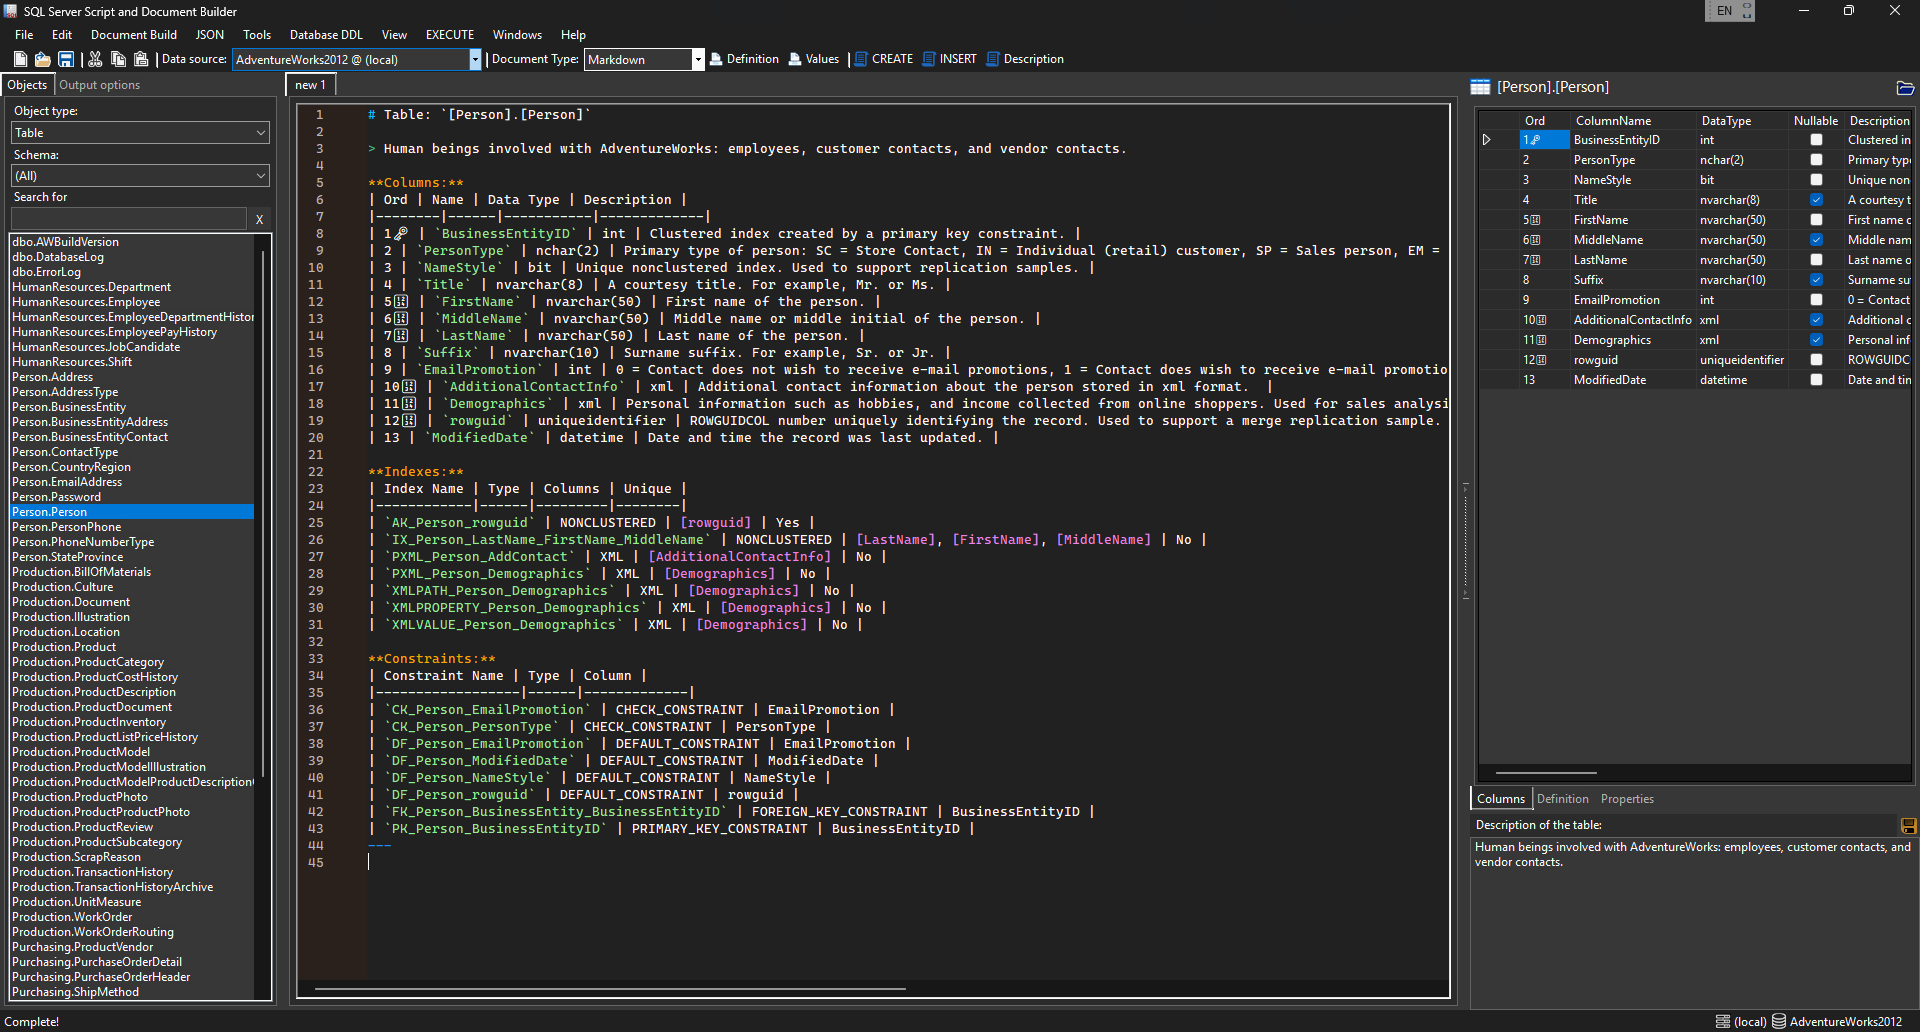 SQL Server Script and Document Builder
EN
File Edit Document Build JSON Tools Database DDL View EXECUTE Windows Help
Data source: AdventureWorks2012 @ (local) Document Type: Markdown Definition Values CREATE INSERT Description
Objects Output options
Object type:
Table
Schema:
(All)
Search for
X
dbo.AWBuildVersion
dbo.DatabaseLog
dbo.ErrorLog
HumanResources.Department
HumanResources.Employee
HumanResources.EmployeeDepartmentHistor
HumanResources.EmployeePayHistory
HumanResources.JobCandidate
HumanResources.Shift
Person.Address
Person.AddressType
Person.BusinessEntity
Person.BusinessEntityAddress
Person.BusinessEntityContact
Person.ContactType
Person.CountryRegion
Person.EmailAddress
Person.Password
Person.Person
Person.PersonPhone
Person.PhoneNumberType
Person.StateProvince
Production.BillOfMaterials
Production.Culture
Production.Document
Production.Illustration
Production.Location
Production.Product
Production.ProductCategory
Production.ProductCostHistory
Production.ProductDescription
Production.ProductDocument
Production.ProductInventory
Production.ProductListPriceHistory
Production.ProductModel
Production.ProductModelIllustration
Production.ProductModelProductDescription
Production.ProductPhoto
Production.ProductProductPhoto
Production.ProductReview
Production.ProductSubcategory
Production.ScrapReason
Production.TransactionHistory
Production.TransactionHistoryArchive
Production.UnitMeasure
Production.WorkOrder
Production.WorkOrderRouting
Purchasing.ProductVendor
Purchasing.PurchaseOrderDetail
Purchasing.PurchaseOrderHeader
Purchasing.ShipMethod
new 1
1 # Table: `[Person].[Person]`
2
3 > Human beings involved with AdventureWorks: employees, customer contacts, and vendor contacts.
4
5 **Columns:**
6 | Ord | Name | Data Type | Description |
7 |--------|------|-----------|-------------|
8 | 1🗝 | `BusinessEntityID` | int | Clustered index created by a primary key constraint. |
9 | 2 | `PersonType` | nchar(2) | Primary type of person: SC = Store Contact, IN = Individual (retail) customer, SP = Sales person, EM =
10 | 3 | `NameStyle` | bit | Unique nonclustered index. Used to support replication samples. |
11 | 4 | `Title` | nvarchar(8) | A courtesy title. For example, Mr. or Ms. |
12 | 5🔢 | `FirstName` | nvarchar(50) | First name of the person. |
13 | 6🔢 | `MiddleName` | nvarchar(50) | Middle name or middle initial of the person. |
14 | 7🔢 | `LastName` | nvarchar(50) | Last name of the person. |
15 | 8 | `Suffix` | nvarchar(10) | Surname suffix. For example, Sr. or Jr. |
16 | 9 | `EmailPromotion` | int | 0 = Contact does not wish to receive e-mail promotions, 1 = Contact does wish to receive e-mail promotio
17 | 10🔢 | `AdditionalContactInfo` | xml | Additional contact information about the person stored in xml format. |
18 | 11🔢 | `Demographics` | xml | Personal information such as hobbies, and income collected from online shoppers. Used for sales analysi
19 | 12🔢 | `rowguid` | uniqueidentifier | ROWGUIDCOL number uniquely identifying the record. Used to support a merge replication sample.
20 | 13 | `ModifiedDate` | datetime | Date and time the record was last updated. |
21
22 **Indexes:**
23 | Index Name | Type | Columns | Unique |
24 |------------|------|---------|--------|
25 | `AK_Person_rowguid` | NONCLUSTERED | [rowguid] | Yes |
26 | `IX_Person_LastName_FirstName_MiddleName` | NONCLUSTERED | [LastName], [FirstName], [MiddleName] | No |
27 | `PXML_Person_AddContact` | XML | [AdditionalContactInfo] | No |
28 | `PXML_Person_Demographics` | XML | [Demographics] | No |
29 | `XMLPATH_Person_Demographics` | XML | [Demographics] | No |
30 | `XMLPROPERTY_Person_Demographics` | XML | [Demographics] | No |
31 | `XMLVALUE_Person_Demographics` | XML | [Demographics] | No |
32
33 **Constraints:**
34 | Constraint Name | Type | Column |
35 |------------------|------|-------------|
36 | `CK_Person_EmailPromotion` | CHECK_CONSTRAINT | EmailPromotion |
37 | `CK_Person_PersonType` | CHECK_CONSTRAINT | PersonType |
38 | `DF_Person_EmailPromotion` | DEFAULT_CONSTRAINT | EmailPromotion |
39 | `DF_Person_ModifiedDate` | DEFAULT_CONSTRAINT | ModifiedDate |
40 | `DF_Person_NameStyle` | DEFAULT_CONSTRAINT | NameStyle |
41 | `DF_Person_rowguid` | DEFAULT_CONSTRAINT | rowguid |
42 | `FK_Person_BusinessEntity_BusinessEntityID` | FOREIGN_KEY_CONSTRAINT | BusinessEntityID |
43 | `PK_Person_BusinessEntityID` | PRIMARY_KEY_CONSTRAINT | BusinessEntityID |
44 ---
45
[Person].[Person]
Ord ColumnName DataType Nullable Description
1🗝 BusinessEntityID int Clustered in
2 PersonType nchar(2) Primary type
3 NameStyle bit Unique non
4 Title nvarchar(8) A courtesy t
5🔢 FirstName nvarchar(50) First name o
6🔢 MiddleName nvarchar(50) Middle nam
7🔢 LastName nvarchar(50) Last name o
8 Suffix nvarchar(10) Surname su
9 EmailPromotion int 0 = Contact
10🔢 AdditionalContactInfo xml Additional c
11🔢 Demographics xml Personal inf
12🔢 rowguid uniqueidentifier ROWGUIDC
13 ModifiedDate datetime Date and tin
Columns Definition Properties
Description of the table:
Human beings involved with AdventureWorks: employees, customer contacts, and
vendor contacts.
Complete!
(local) AdventureWorks2012